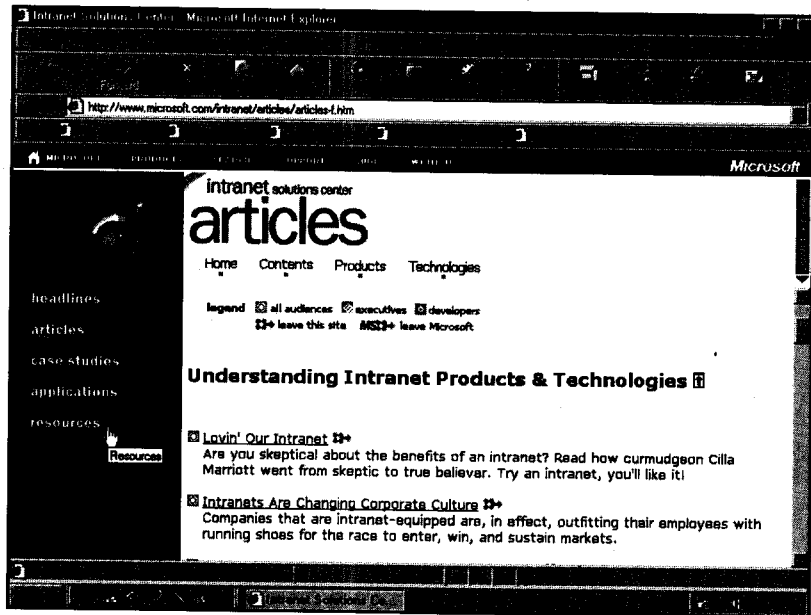 Intranet Solutions Center - Microsoft Internet Explorer
http://www.microsoft.com/intranet/articles/articles-f.htm
MICROSOFT PRODUCTS
Microsoft
intranet solutions center
articles
Home Contents Products Technologies
legend all audiences executives developers
leave this site MS leave Microsoft
headlines
articles
case studies
applications
resources
Resources
Understanding Intranet Products & Technologies
Lovin' Our Intranet
Are you skeptical about the benefits of an intranet? Read how curmudgeon Cilla
Marriott went from skeptic to true believer. Try an intranet, you'll like it!
Intranets Are Changing Corporate Culture
Companies that are intranet-equipped are, in effect, outfitting their employees with
running shoes for the race to enter, win, and sustain markets.